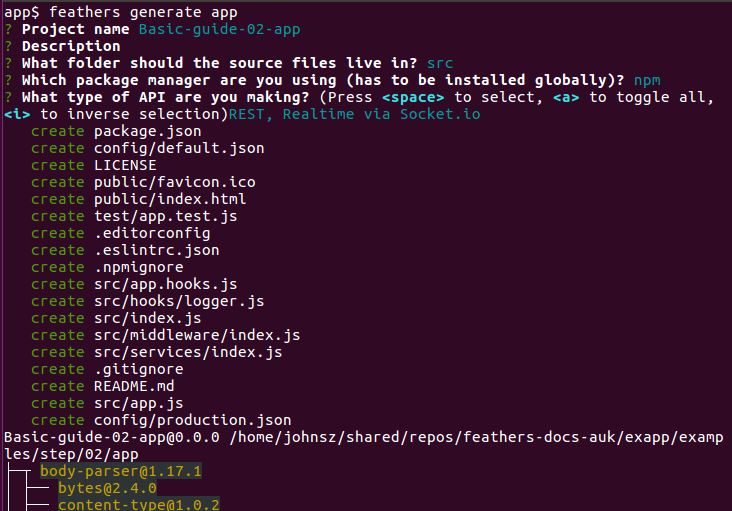 app$ feathers generate app
? Project name Basic-guide-02-app
? Description
? What folder should the source files live in? src
? Which package manager are you using (has to be installed globally)? npm
? What type of API are you making? (Press <space> to select, <a> to toggle all,
<i> to inverse selection)REST, Realtime via Socket.io
create package.json
create config/default.json
create LICENSE
create public/favicon.ico
create public/index.html
create test/app.test.js
create .editorconfig
create .eslintrc.json
create .npmignore
create src/app.hooks.js
create src/hooks/logger.js
create src/index.js
create src/middleware/index.js
create src/services/index.js
create .gitignore
create README.md
create src/app.js
create config/production.json
Basic-guide-02-app@0.0.0 /home/johnsz/shared/repos/feathers-docs-auk/exapp/examp
les/step/02/app
body-parser@1.17.1
bytes@2.4.0
content-type@1.0.2